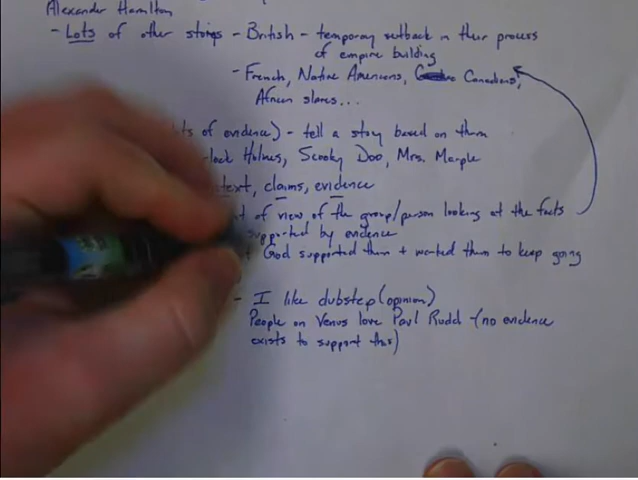 Alexander Hamilton
- Lots of other stories - British - temporary setback in their process
of empire building
- French, Native Americans, Canadians,
African slaves...
of evidence) - tell a story based on them
Holmes, Scooby Doo, Mrs. Marple
claims, evidence
of view of the group/person looking at the facts
supported by evidence
God supported them + wanted them to keep going
- I like dubstep (opinion)
People on Venus love Paul Rudd - (no evidence
exists to support this)